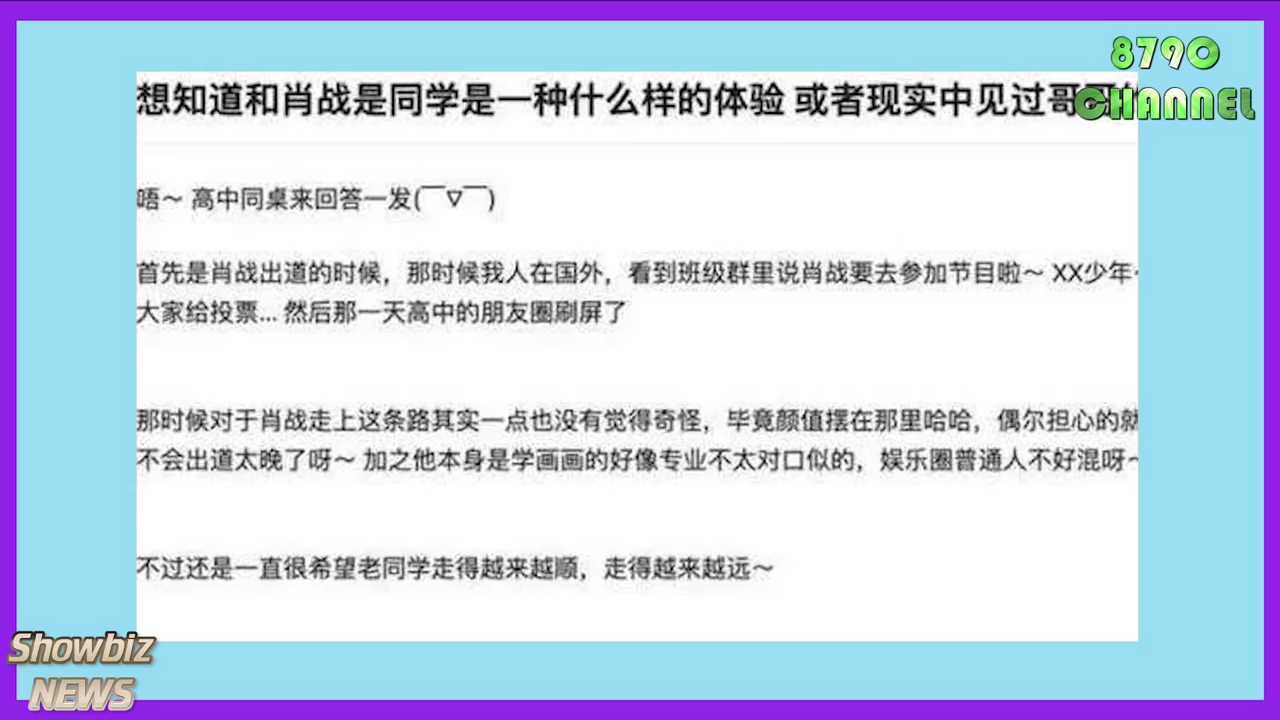 879O
CHANNEL
想知道和肖战是同学是一种什么样的体验 或者现实中见过哥
唔～ 高中同桌来回答一发(￣▽￣)
首先是肖战出道的时候，那时候我人在国外，看到班级群里说肖战要去参加节目啦～ XX少年
大家给投票... 然后那一天高中的朋友圈刷屏了
那时候对于肖战走上这条路其实一点也没有觉得奇怪，毕竟颜值摆在那里哈哈，偶尔担心的就
不会出道太晚了呀～ 加之他本身是学画画的好像专业不太对口似的，娱乐圈普通人不好混呀～
不过还是一直很希望老同学走得越来越顺，走得越来越远～
Showbiz
NEWS